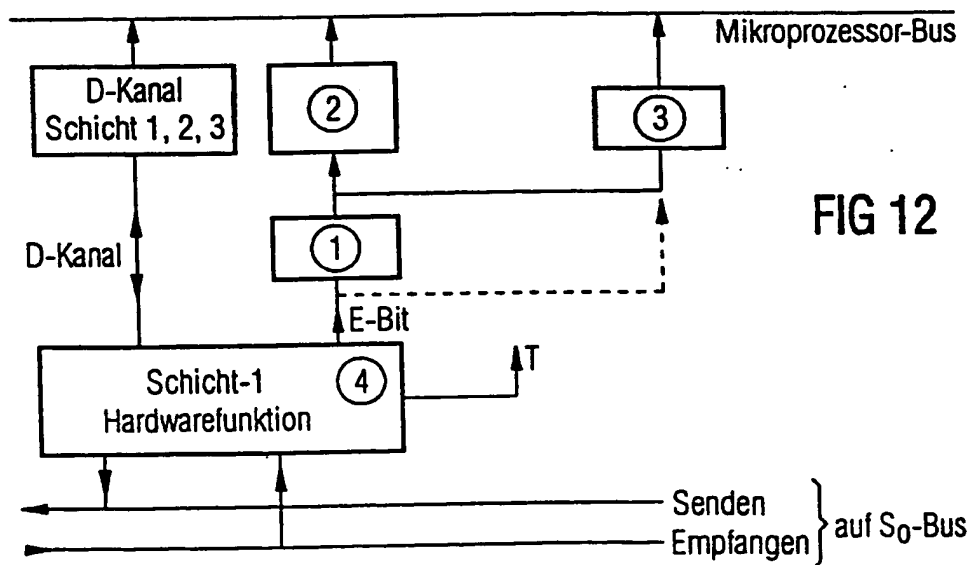 Mikroprozessor-Bus
D-Kanal
Schicht 1, 2, 3
2
3
FIG 12
D-Kanal
1
E-Bit
T
Schicht-1
Hardwarefunktion
4
Senden
Empfangen
auf S₀-Bus